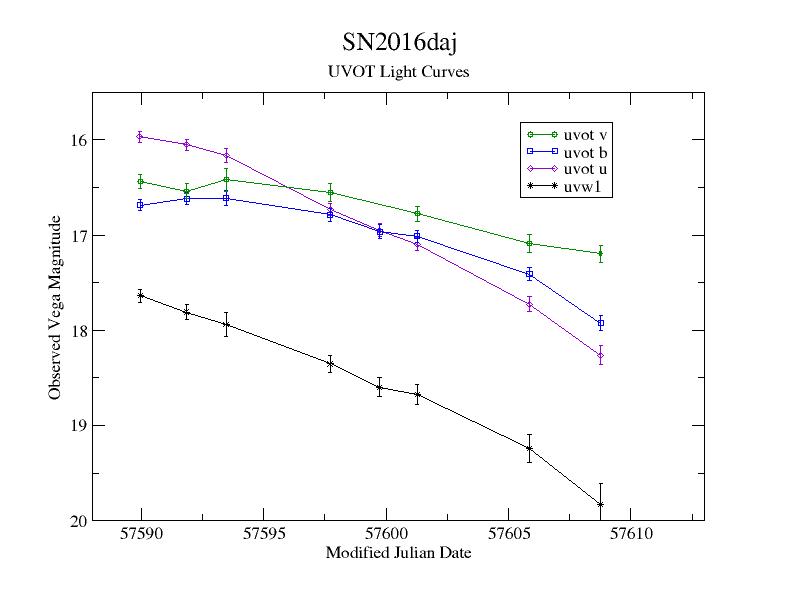 SN2016daj
UVOT Light Curves
uvot v
uvot b
uvot u
uvw1
Observed Vega Magnitude
16
17
18
19
20
57590 57595 57600 57605 57610
Modified Julian Date